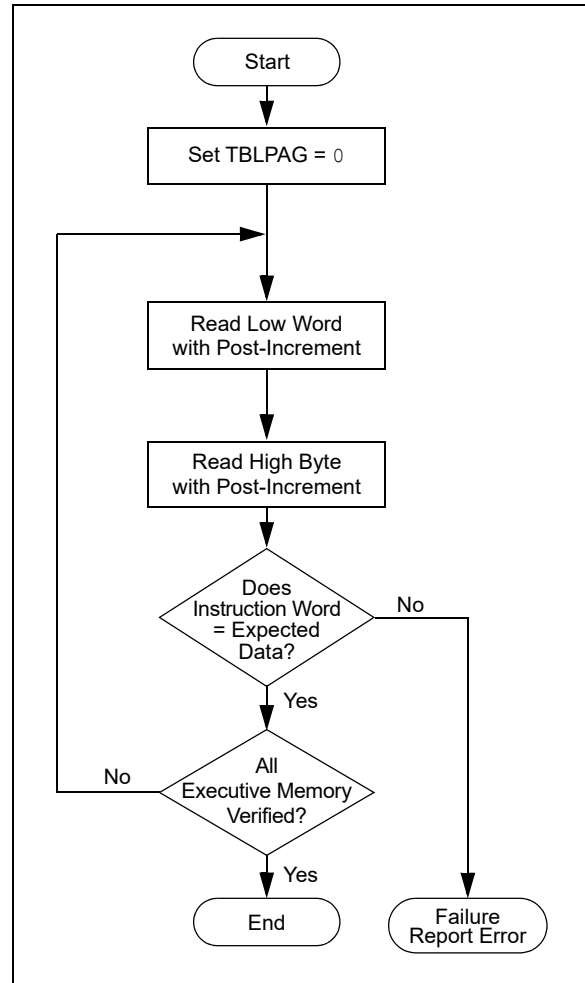 Start
Set TBLPAG = 0
Read Low Word
with Post-Increment
Read High Byte
with Post-Increment
Does
Instruction Word
= Expected
Data?
No
Yes
All
Executive Memory
Verified?
No
Yes
End
Failure
Report Error